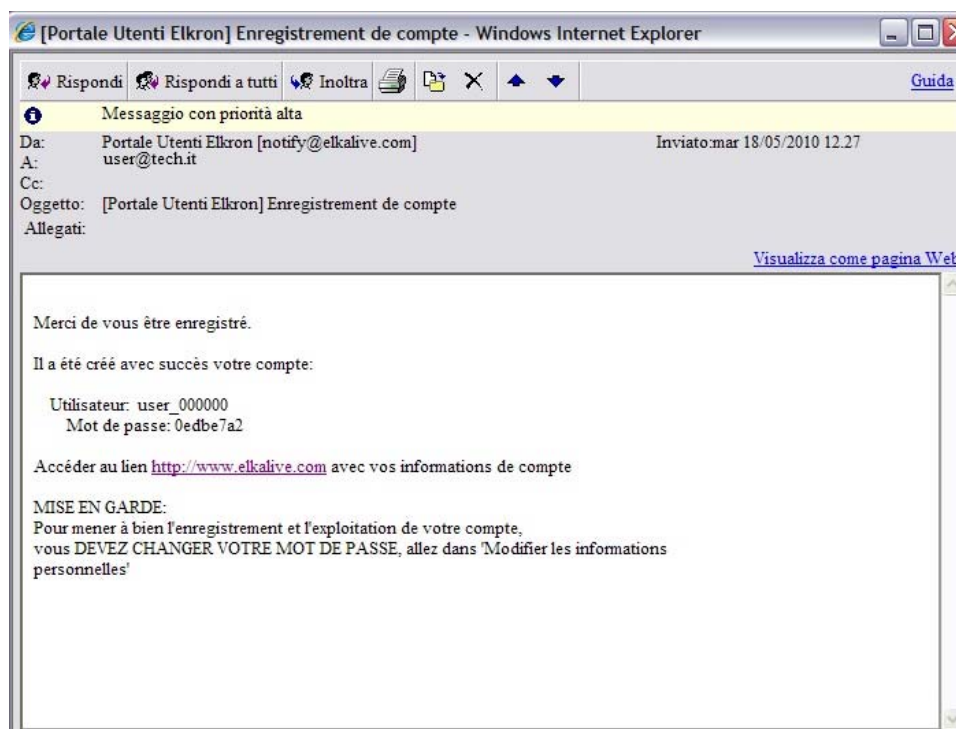 [Portale Utenti Elkron] Enregistrement de compte - Windows Internet Explorer
Rispondi Rispondi a tutti Inoltra Guida
Messaggio con priorità alta
Da: Portale Utenti Elkron [notify@elkalive.com] Inviato:mar 18/05/2010 12.27
A: user@tech.it
Cc:
Oggetto: [Portale Utenti Elkron] Enregistrement de compte
Allegati:
Visualizza come pagina Web
Merci de vous être enregistré.
Il a été créé avec succès votre compte:
Utilisateur: user_000000
Mot de passe: 0edbe7a2
Accéder au lien http://www.elkalive.com avec vos informations de compte
MISE EN GARDE:
Pour mener à bien l'enregistrement et l'exploitation de votre compte,
vous DEVEZ CHANGER VOTRE MOT DE PASSE, allez dans 'Modifier les informations
personnelles'